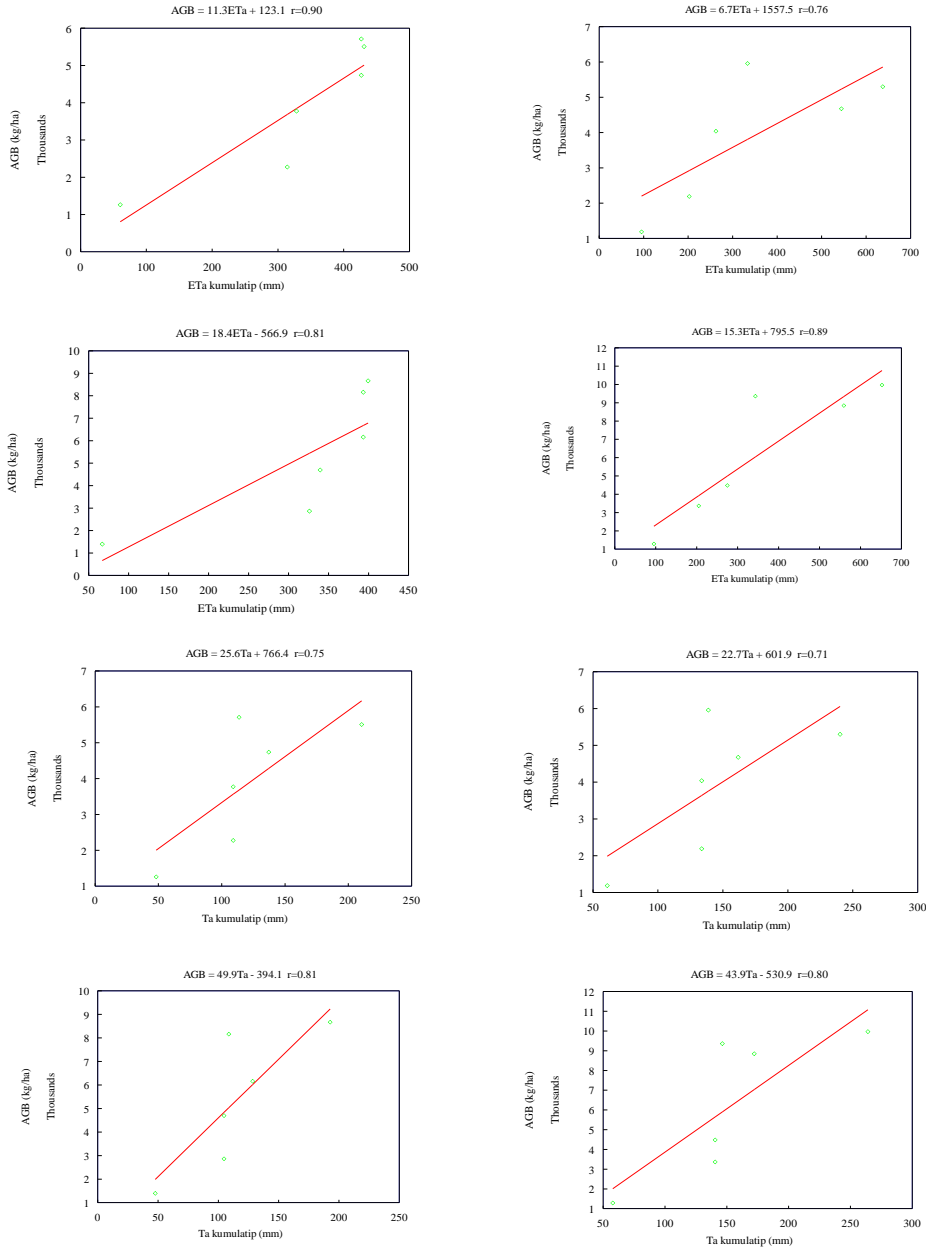 AGB = 11.3ETa + 123.1 r=0.90
6
5
4
3
2
1
0
AGB (kg/ha)
Thousands
0 100 200 300 400 500
ETa kumulatip (mm)
AGB = 6.7ETa + 1557.5 r=0.76
7
6
5
4
3
2
1
AGB (kg/ha)
Thousands
0 100 200 300 400 500 600 700
ETa kumulatip (mm)
AGB = 18.4ETa - 566.9 r=0.81
10
9
8
7
6
5
4
3
2
1
0
AGB (kg/ha)
Thousands
50 100 150 200 250 300 350 400 450
ETa kumulatip (mm)
AGB = 15.3ETa + 795.5 r=0.89
12
11
10
9
8
7
6
5
4
3
2
1
AGB (kg/ha)
Thousands
0 100 200 300 400 500 600 700
ETa kumulatip (mm)
AGB = 25.6Ta + 766.4 r=0.75
7
6
5
4
3
2
1
AGB (kg/ha)
Thousands
0 50 100 150 200 250
Ta kumulatip (mm)
AGB = 22.7Ta + 601.9 r=0.71
7
6
5
4
3
2
1
AGB (kg/ha)
Thousands
50 100 150 200 250 300
Ta kumulatip (mm)
AGB = 49.9Ta - 394.1 r=0.81
10
9
8
7
6
5
4
3
2
1
AGB (kg/ha)
Thousands
0 50 100 150 200 250
Ta kumulatip (mm)
AGB = 43.9Ta - 530.9 r=0.80
12
11
10
9
8
7
6
5
4
3
2
1
AGB (kg/ha)
Thousands
50 100 150 200 250 300
Ta kumulatip (mm)